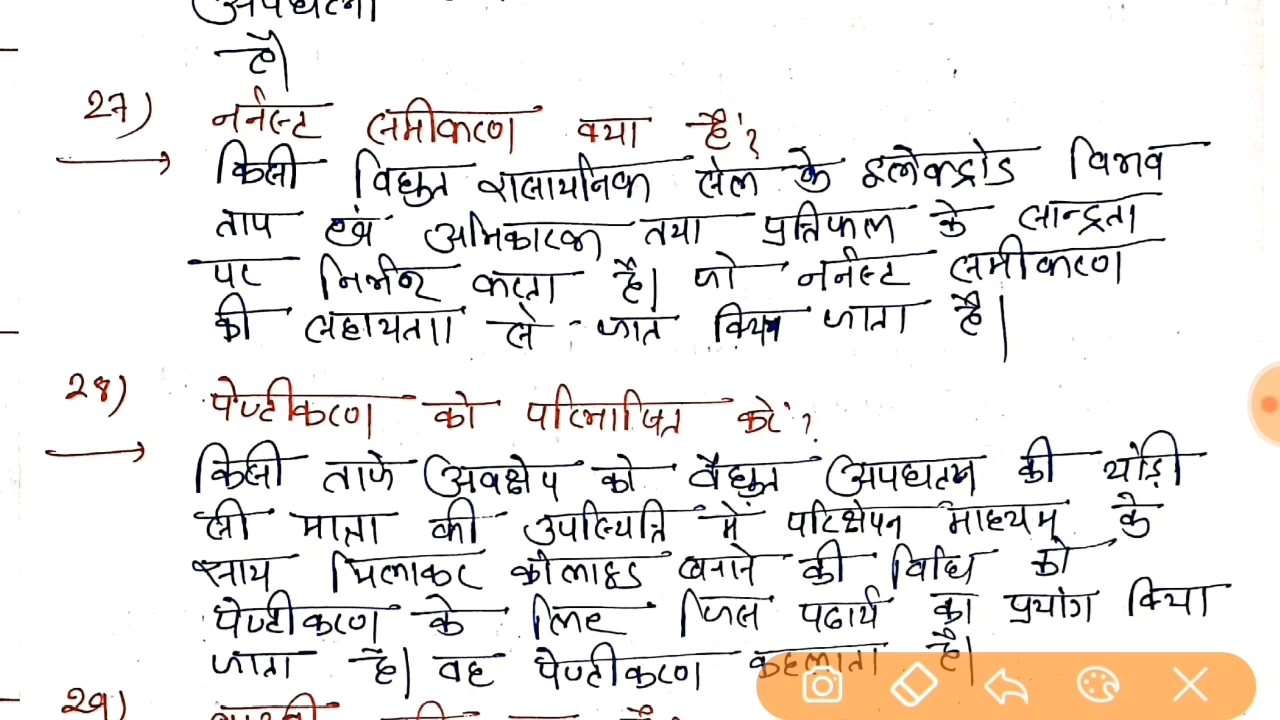 है।
27) नर्नस्ट समीकरण क्या है?
किसी विद्युत रासायनिक सेल के इलेक्ट्रोड विभव
ताप एवं अभिकारक तथा प्रतिफल के सान्द्रता
पर निर्भर करता है। जो नर्नस्ट समीकरण
की सहायता से ज्ञात किया जाता है।
28) पेण्टीकरण को परिभाषित करें?
किसी ताजे अवक्षेप को वैद्युत अपघटन की थोड़ी
सी मात्रा की उपस्थिति में परिक्षेपन माध्यम के
साथ मिलाकर कोलाइड बनाने की विधि को
पेण्टीकरण के लिए जिस पदार्थ का प्रयोग किया
जाता है। वह पेण्टीकरण कहलाता है।
29)